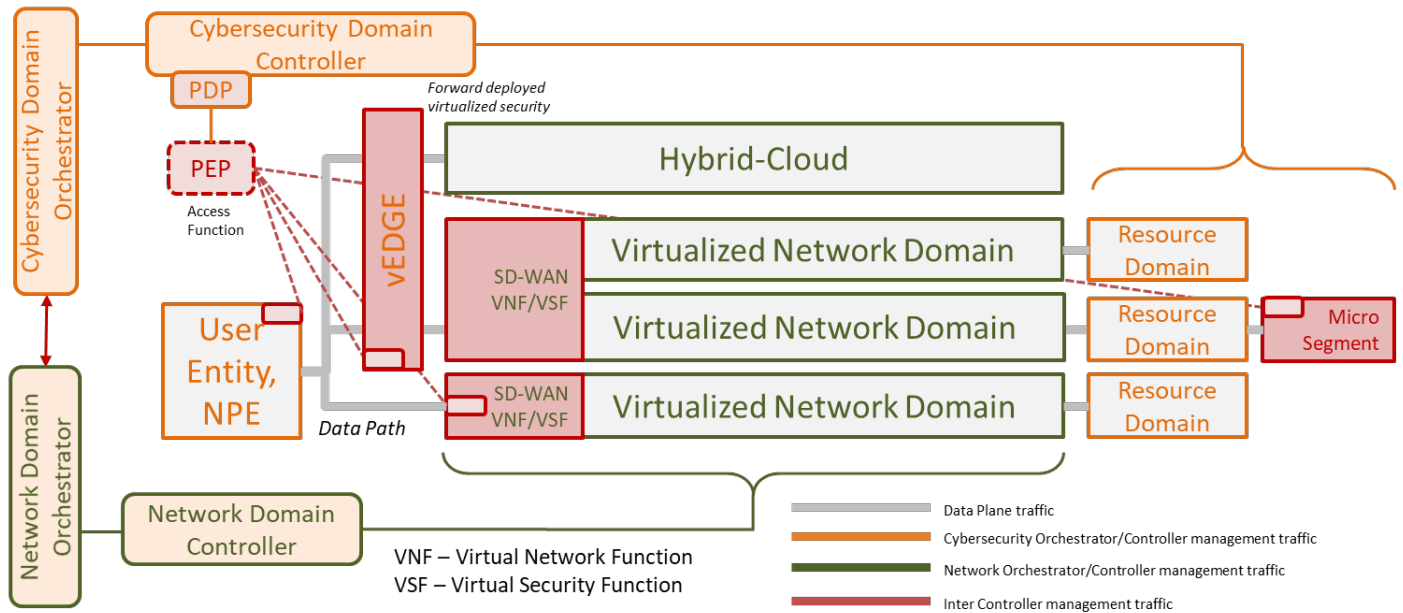 Cybersecurity Domain
Orchestrator
Cybersecurity Domain
Controller
PDP
PEP
Access
Function
Forward deployed
virtualized security
vEDGE
Hybrid-Cloud
SD-WAN
VNF/VSF
Virtualized Network Domain
Resource
Domain
Virtualized Network Domain
Resource
Domain
Micro
Segment
User
Entity,
NPE
Data Path
SD-WAN
VNF/VSF
Virtualized Network Domain
Resource
Domain
Network Domain
Orchestrator
Network Domain
Controller
VNF – Virtual Network Function
VSF – Virtual Security Function
Data Plane traffic
Cybersecurity Orchestrator/Controller management traffic
Network Orchestrator/Controller management traffic
Inter Controller management traffic